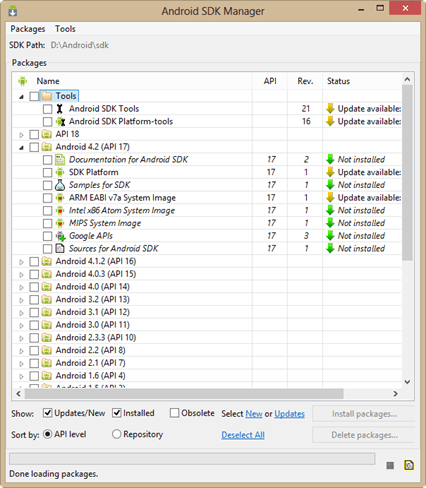 Android SDK Manager
Packages Tools
SDK Path: D:\Android\sdk
Packages
Name API Rev. Status
Tools
Android SDK Tools 21 Update available:
Android SDK Platform-tools 16 Update available:
API 18
Android 4.2 (API 17)
Documentation for Android SDK 17 2 Not installed
SDK Platform 17 1 Update available:
Samples for SDK 17 1 Not installed
ARM EABI v7a System Image 17 1 Update available:
Intel x86 Atom System Image 17 1 Not installed
MIPS System Image 17 1 Not installed
Google APIs 17 3 Not installed
Sources for Android SDK 17 1 Not installed
Android 4.1.2 (API 16)
Android 4.0.3 (API 15)
Android 4.0 (API 14)
Android 3.2 (API 13)
Android 3.1 (API 12)
Android 3.0 (API 11)
Android 2.3.3 (API 10)
Android 2.2 (API 8)
Android 2.1 (API 7)
Android 1.6 (API 4)
Android 1.5 (API 3)
Show: Updates/New Installed Obsolete Select New or Updates Install packages...
Sort by: API level Repository Deselect All Delete packages...
Done loading packages.